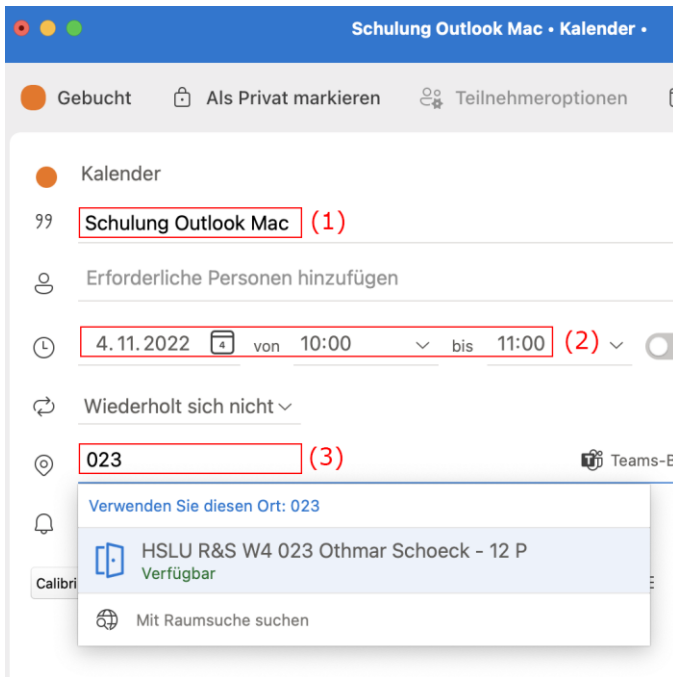 Schulung Outlook Mac • Kalender •
Gebucht Als Privat markieren Teilnehmeroptionen
Kalender
Schulung Outlook Mac (1)
Erforderliche Personen hinzufügen
4.11.2022 4 von 10:00 bis 11:00 (2)
Wiederholt sich nicht
023 (3) Teams-B
Verwenden Sie diesen Ort: 023
HSLU R&S W4 023 Othmar Schoeck - 12 P
Verfügbar
Calibri
Mit Raumsuche suchen